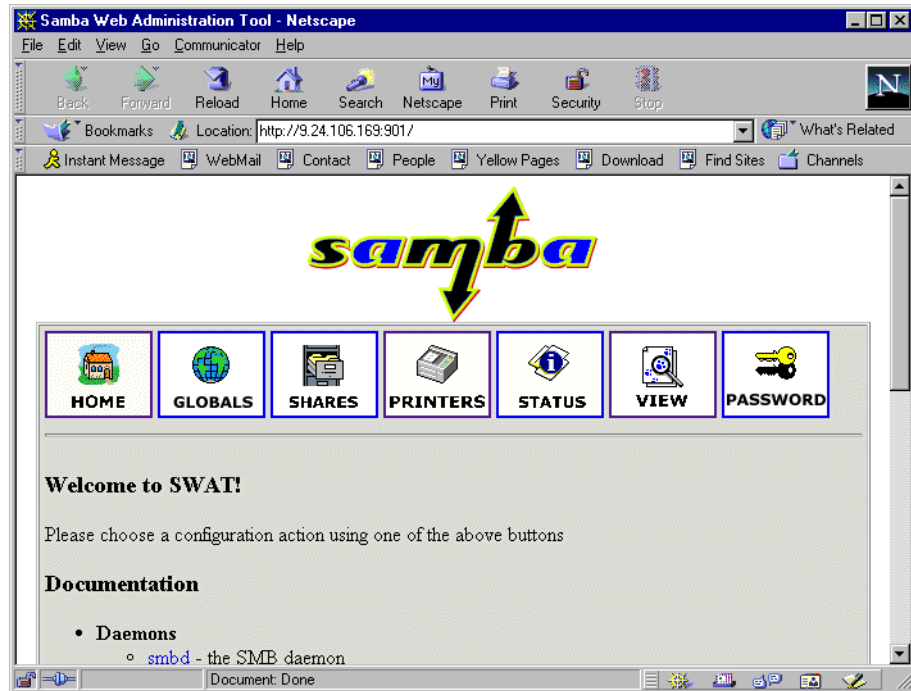 Samba Web Administration Tool - Netscape
File Edit View Go Communicator Help
My
Back Forward Reload Home Search Netscape Print Security Stop
N
Bookmarks Location: http://9.24.106.169:901/ What's Related
Instant Message WebMail Contact People Yellow Pages Download Find Sites Channels
samba
HOME GLOBALS SHARES PRINTERS STATUS VIEW PASSWORD
Welcome to SWAT!
Please choose a configuration action using one of the above buttons
Documentation
• Daemons
◦ smbd - the SMB daemon
Document: Done